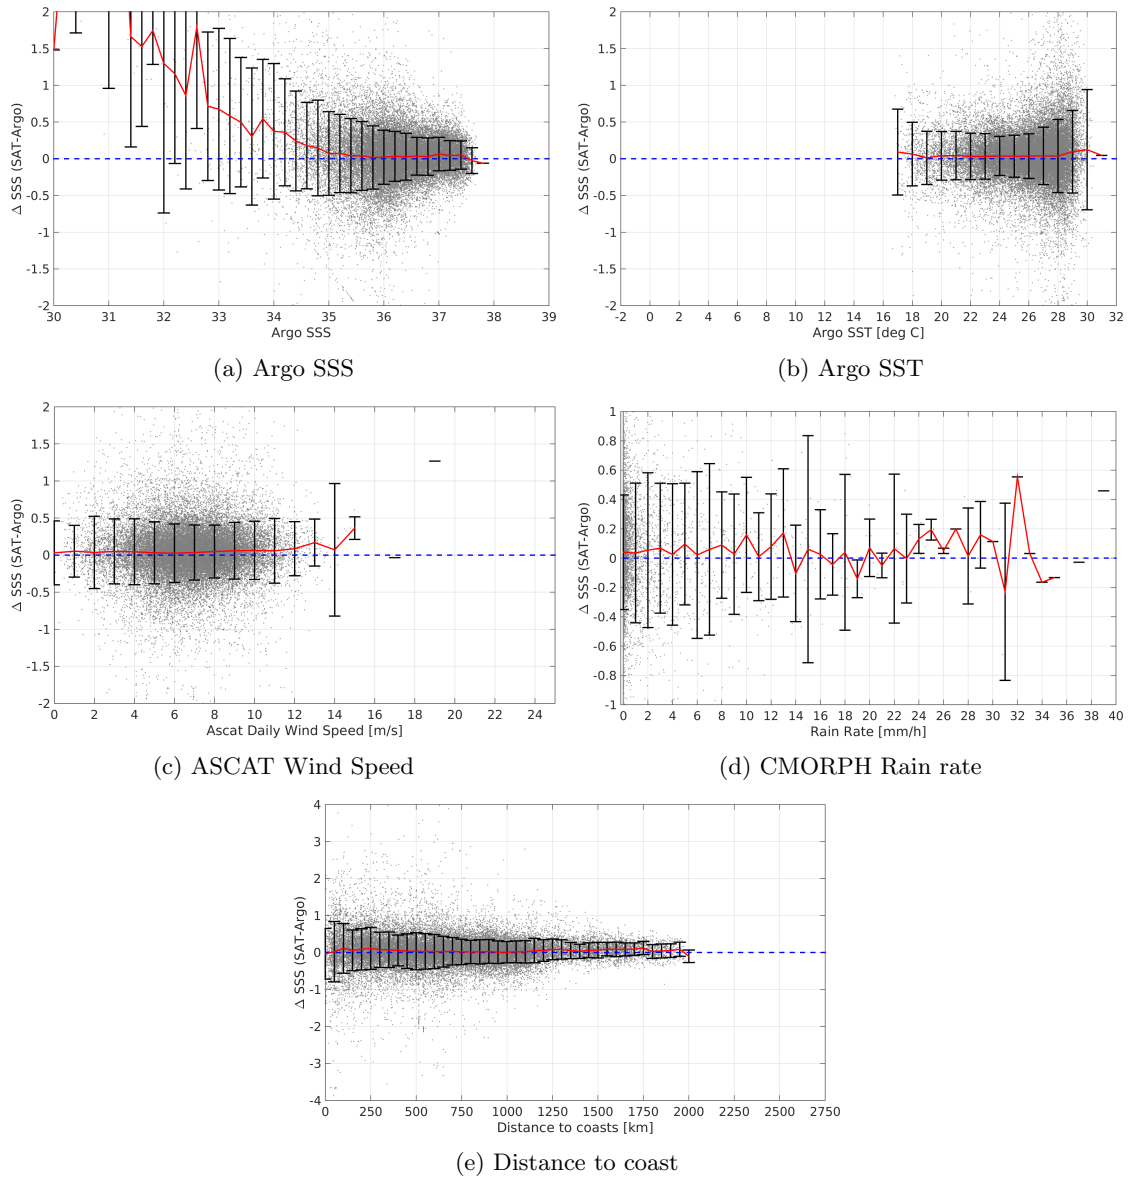 2
1.5
1
0.5
0
-0.5
-1
-1.5
-2
Δ SSS (SAT-Argo)
30 31 32 33 34 35 36 37 38 39
Argo SSS
(a) Argo SSS
2
1.5
1
0.5
0
-0.5
-1
-1.5
-2
Δ SSS (SAT-Argo)
-2 0 2 4 6 8 10 12 14 16 18 20 22 24 26 28 30 32
Argo SST [deg C]
(b) Argo SST
2
1.5
1
0.5
0
-0.5
-1
-1.5
-2
Δ SSS (SAT-Argo)
0 2 4 6 8 10 12 14 16 18 20 22 24
Ascat Daily Wind Speed [m/s]
(c) ASCAT Wind Speed
1
0.8
0.6
0.4
0.2
0
-0.2
-0.4
-0.6
-0.8
-1
Δ SSS (SAT-Argo)
0 2 4 6 8 10 12 14 16 18 20 22 24 26 28 30 32 34 36 38 40
Rain Rate [mm/h]
(d) CMORPH Rain rate
4
3
2
1
0
-1
-2
-3
-4
Δ SSS (SAT-Argo)
0 250 500 750 1000 1250 1500 1750 2000 2250 2500 2750
Distance to coasts [km]
(e) Distance to coast